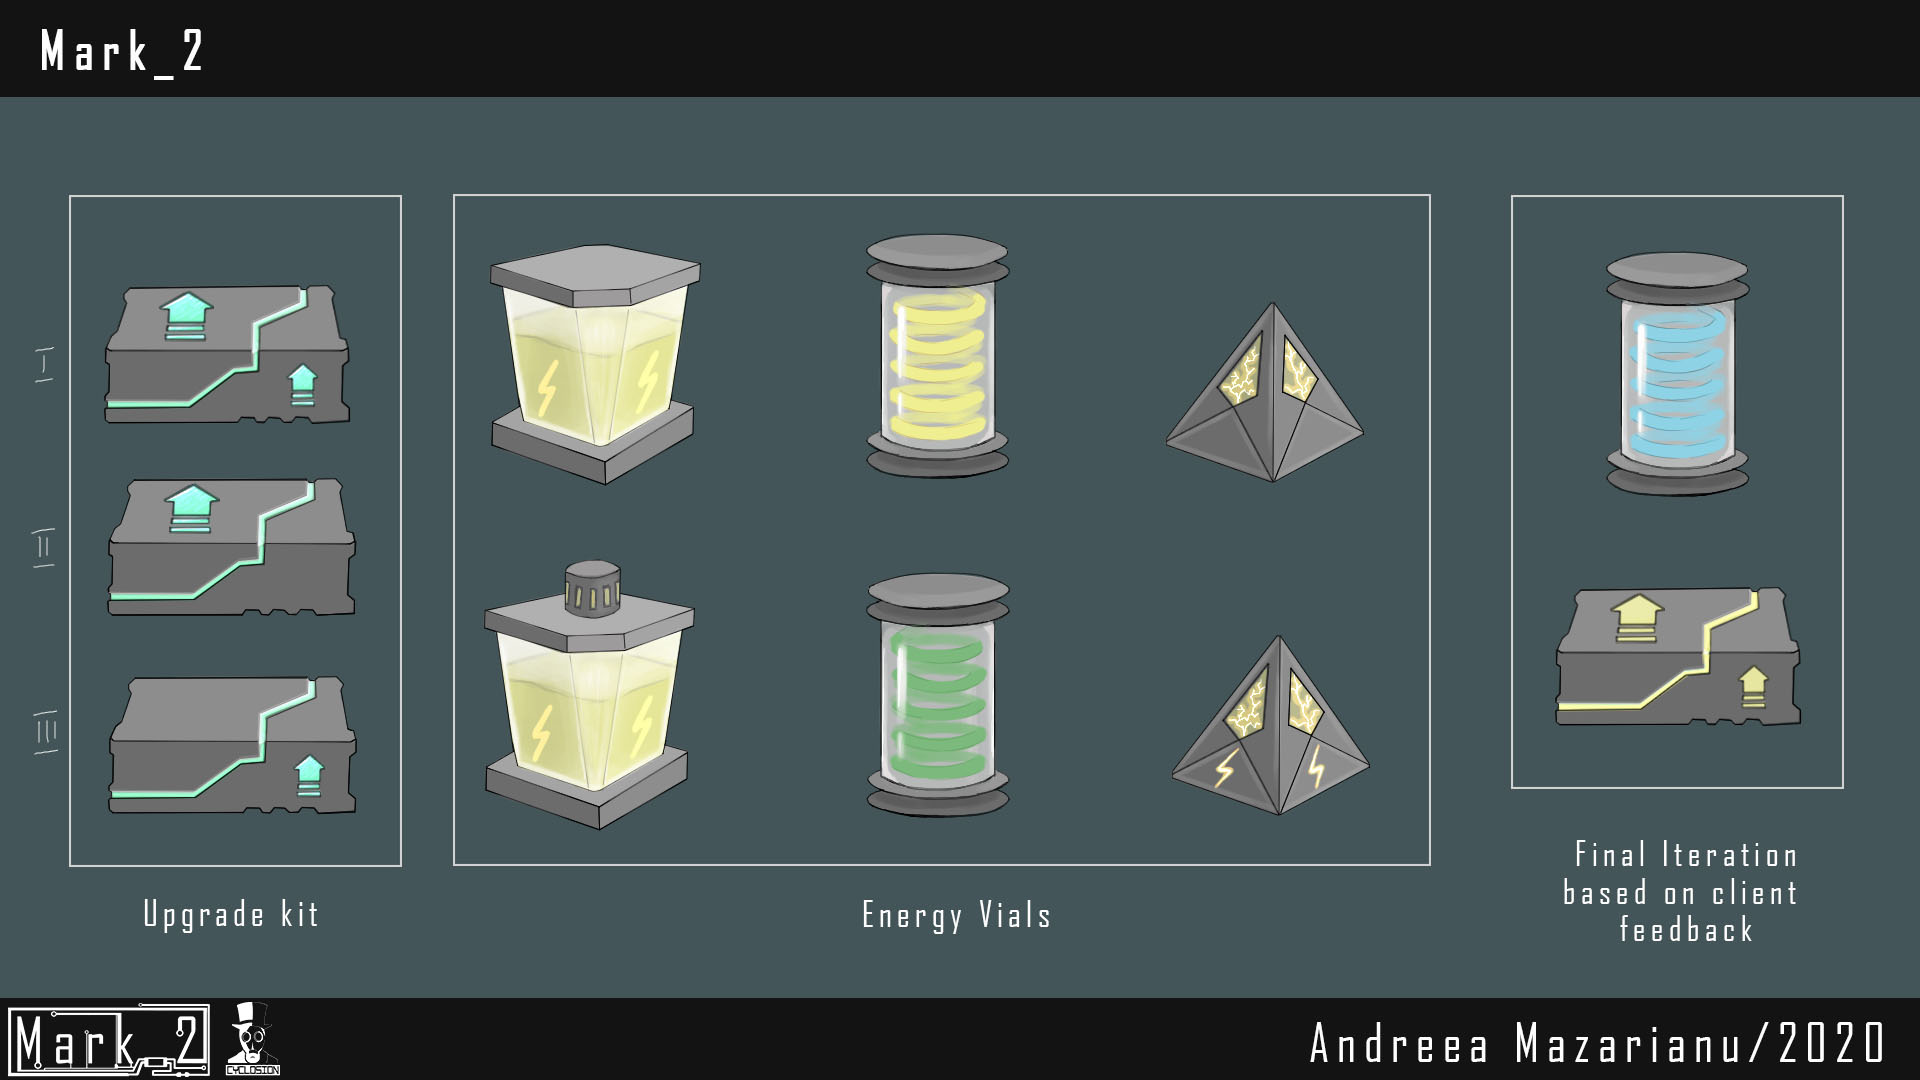 Mark_2
I
II
III
Upgrade kit
Energy Vials
Final Iteration
based on client
feedback
Mark_2
CYCLOSION
Andreea Mazarianu/2020